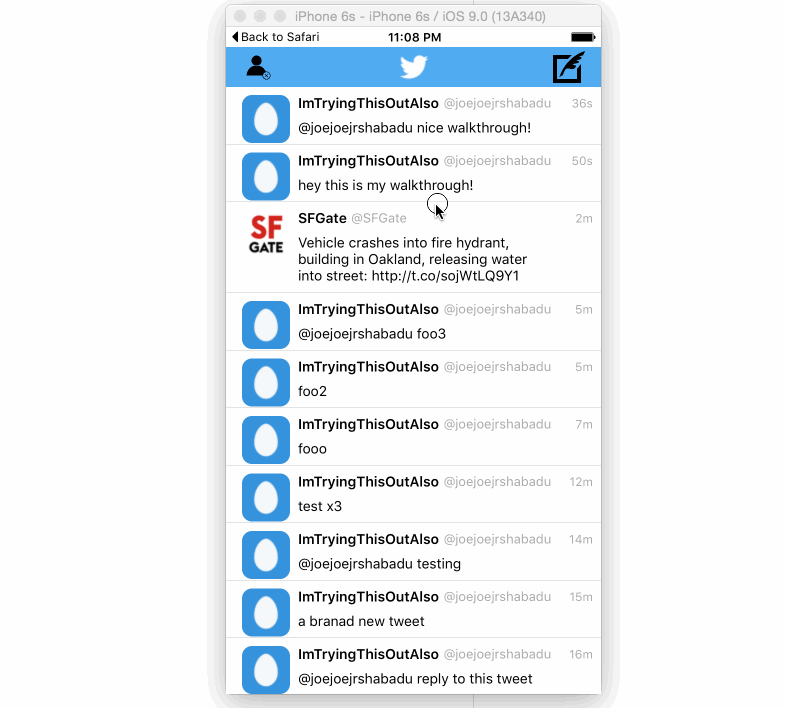 iPhone 6s - iPhone 6s / iOS 9.0 (13A340)
Back to Safari 11:08 PM
ImTryingThisOutAlso @joejoejrshabadu 36s
@joejoejrshabadu nice walkthrough!
ImTryingThisOutAlso @joejoejrshabadu 50s
hey this is my walkthrough!
SF
GATE
SFGate @SFGate 2m
Vehicle crashes into fire hydrant,
building in Oakland, releasing water
into street: http://t.co/sojWtLQ9Y1
ImTryingThisOutAlso @joejoejrshabadu 5m
@joejoejrshabadu foo3
ImTryingThisOutAlso @joejoejrshabadu 5m
foo2
ImTryingThisOutAlso @joejoejrshabadu 7m
fooo
ImTryingThisOutAlso @joejoejrshabadu 12m
test x3
ImTryingThisOutAlso @joejoejrshabadu 14m
@joejoejrshabadu testing
ImTryingThisOutAlso @joejoejrshabadu 15m
a branad new tweet
ImTryingThisOutAlso @joejoejrshabadu 16m
@joejoejrshabadu reply to this tweet